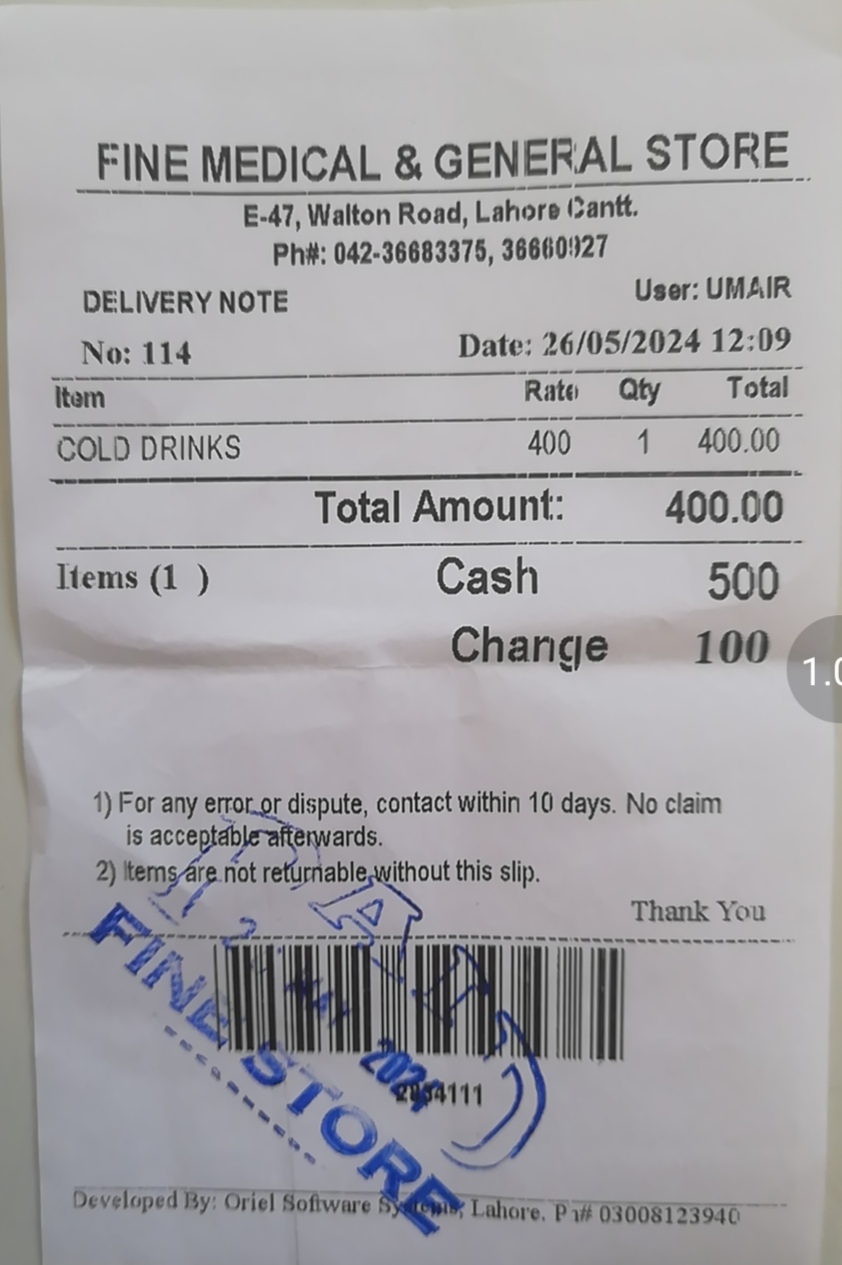 FINE MEDICAL & GENERAL STORE
E-47, Walton Road, Lahore Cantt.
Ph#: 042-36683375, 36660927
DELIVERY NOTE User: UMAIR
No: 114 Date: 26/05/2024 12:09
Item Rate Qty Total
COLD DRINKS 400 1 400.00
Total Amount: 400.00
Items (1 ) Cash 500
Change 100
1) For any error or dispute, contact within 10 days. No claim
is acceptable afterwards.
2) Items are not returnable without this slip.
Thank You
PAID
MAY 2024
FINE STORE
Developed By: Oriel Software Systems, Lahore. Ph# 03008123940